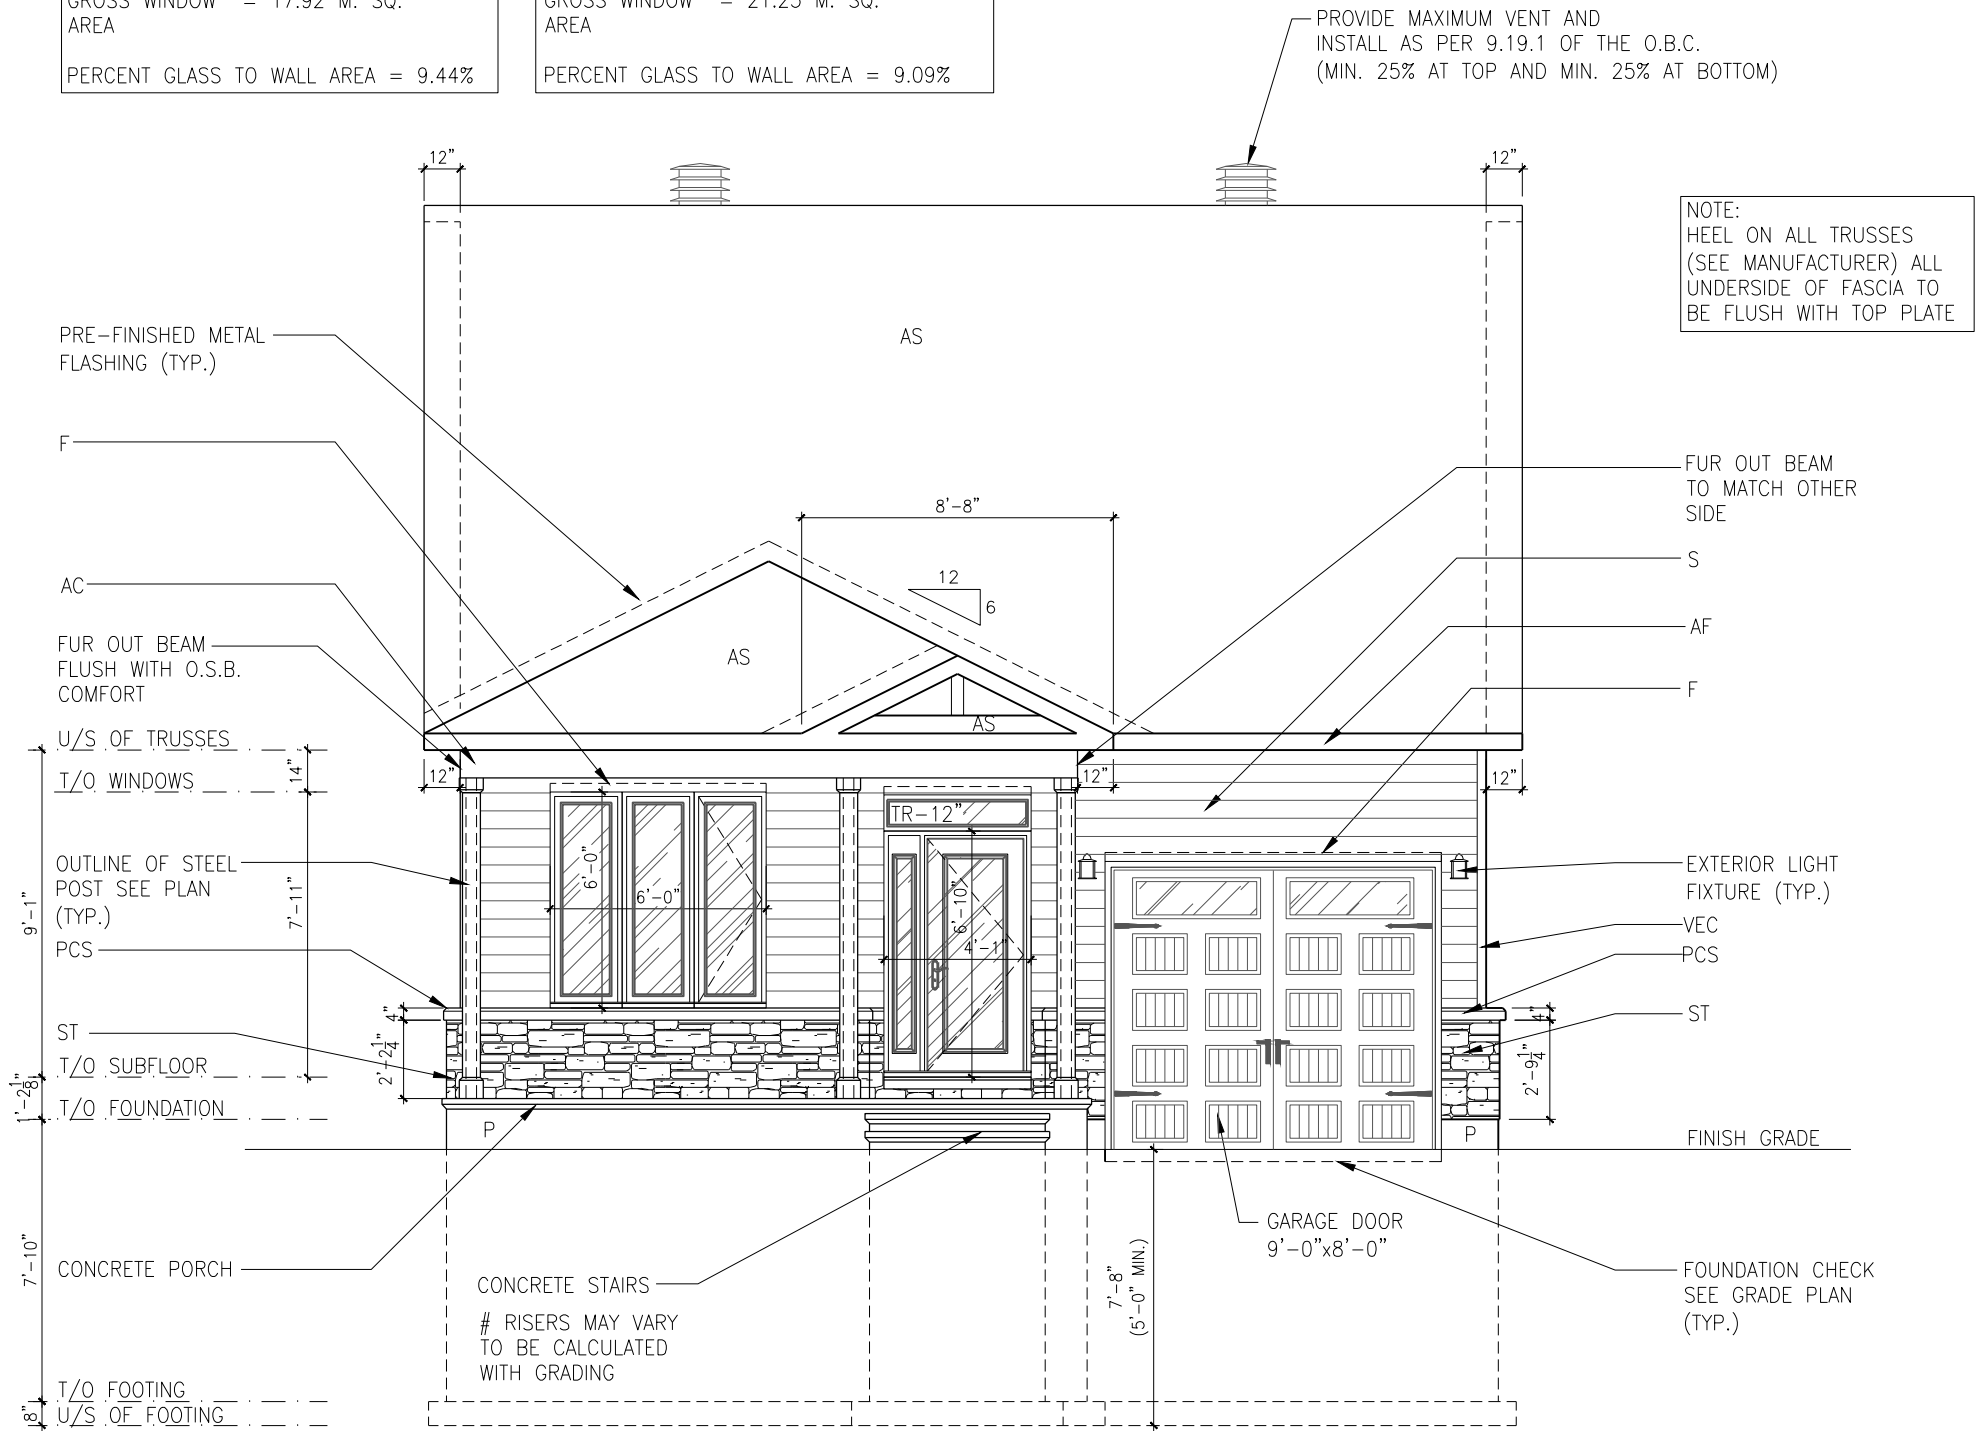 GROSS WINDOW = 17.92 M. SQ.
AREA
PERCENT GLASS TO WALL AREA = 9.44%
GROSS WINDOW = 21.25 M. SQ.
AREA
PERCENT GLASS TO WALL AREA = 9.09%
PROVIDE MAXIMUM VENT AND
INSTALL AS PER 9.19.1 OF THE O.B.C.
(MIN. 25% AT TOP AND MIN. 25% AT BOTTOM)
12"
12"
NOTE:
HEEL ON ALL TRUSSES
(SEE MANUFACTURER) ALL
UNDERSIDE OF FASCIA TO
BE FLUSH WITH TOP PLATE
PRE-FINISHED METAL
FLASHING (TYP.)
AS
F
FUR OUT BEAM
TO MATCH OTHER
SIDE
8'-8"
S
12
6
AC
AF
FUR OUT BEAM
FLUSH WITH O.S.B.
COMFORT
AS
F
AS
U/S OF TRUSSES
T/O WINDOWS
14"
12"
12"
12"
TR-12"
OUTLINE OF STEEL
POST SEE PLAN
(TYP.)
9'-1"
7'-11"
6'-0"
6'-0"
6'-10"
4'-1"
EXTERIOR LIGHT
FIXTURE (TYP.)
VEC
PCS
PCS
4"
4"
ST
ST
2'-2 1/4"
2'-9 1/4"
T/O SUBFLOOR
1'-2 1/8"
T/O FOUNDATION
P
P
FINISH GRADE
GARAGE DOOR
9'-0"x8'-0"
7'-10"
CONCRETE PORCH
CONCRETE STAIRS
# RISERS MAY VARY
TO BE CALCULATED
WITH GRADING
7'-8"
(5'-0" MIN.)
FOUNDATION CHECK
SEE GRADE PLAN
(TYP.)
T/O FOOTING
U/S OF FOOTING
8"